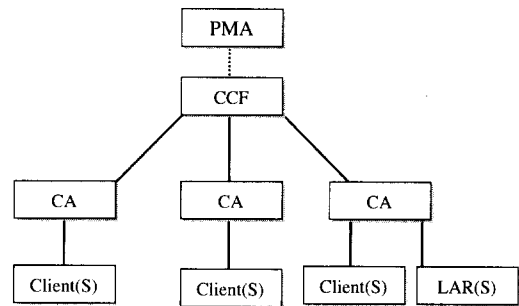 PMA
CCF
CA CA CA
Client(S) Client(S) Client(S) LAR(S)